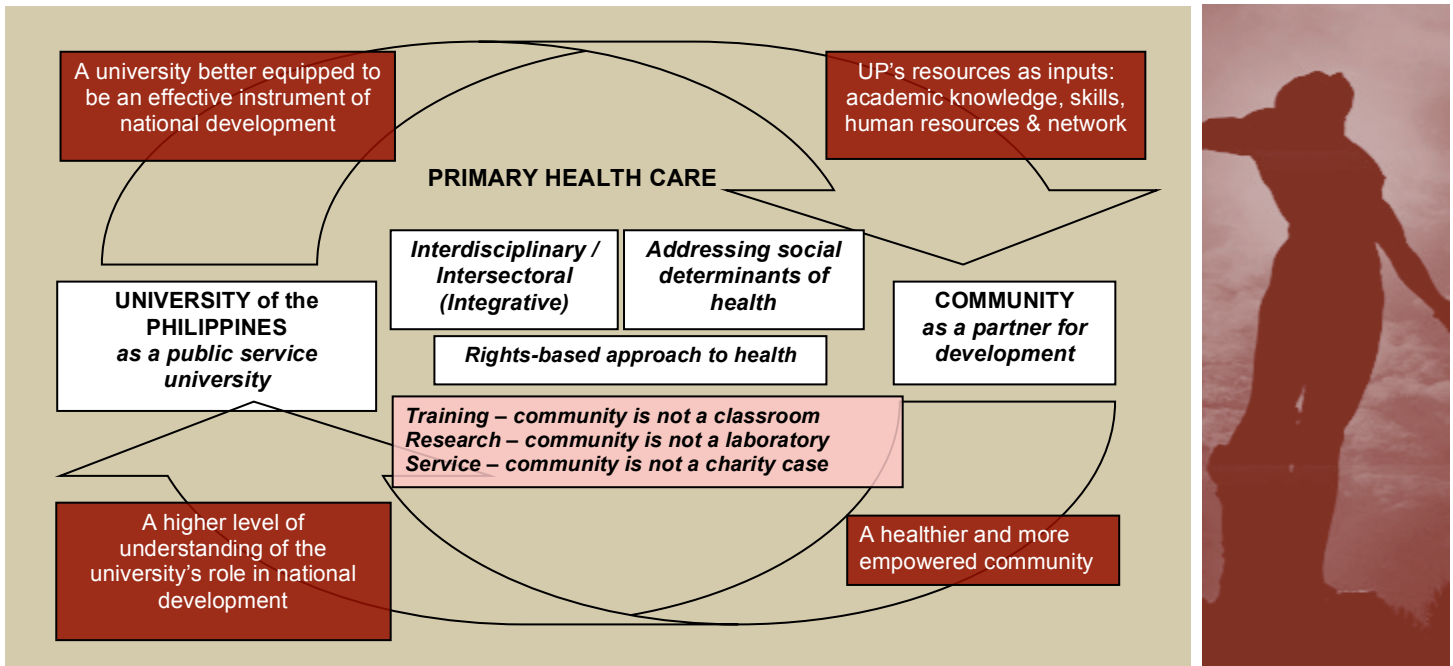 A university better equipped to
be an effective instrument of
national development
UP’s resources as inputs:
academic knowledge, skills,
human resources & network
PRIMARY HEALTH CARE
Interdisciplinary /
Intersectoral
(Integrative)
Addressing social
determinants of
health
UNIVERSITY of the
PHILIPPINES
as a public service
university
COMMUNITY
as a partner for
development
Rights-based approach to health
Training – community is not a classroom
Research – community is not a laboratory
Service – community is not a charity case
A higher level of
understanding of the
university’s role in national
development
A healthier and more
empowered community